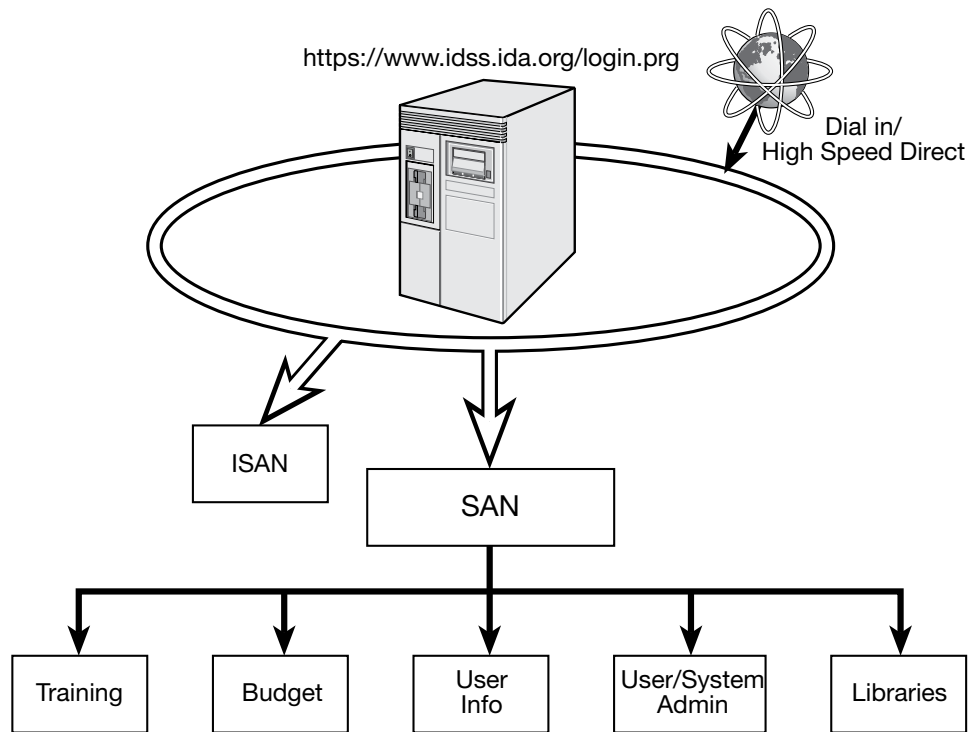 https://www.idss.ida.org/login.prg
Dial in/
High Speed Direct
ISAN
SAN
Training
Budget
User
Info
User/System
Admin
Libraries